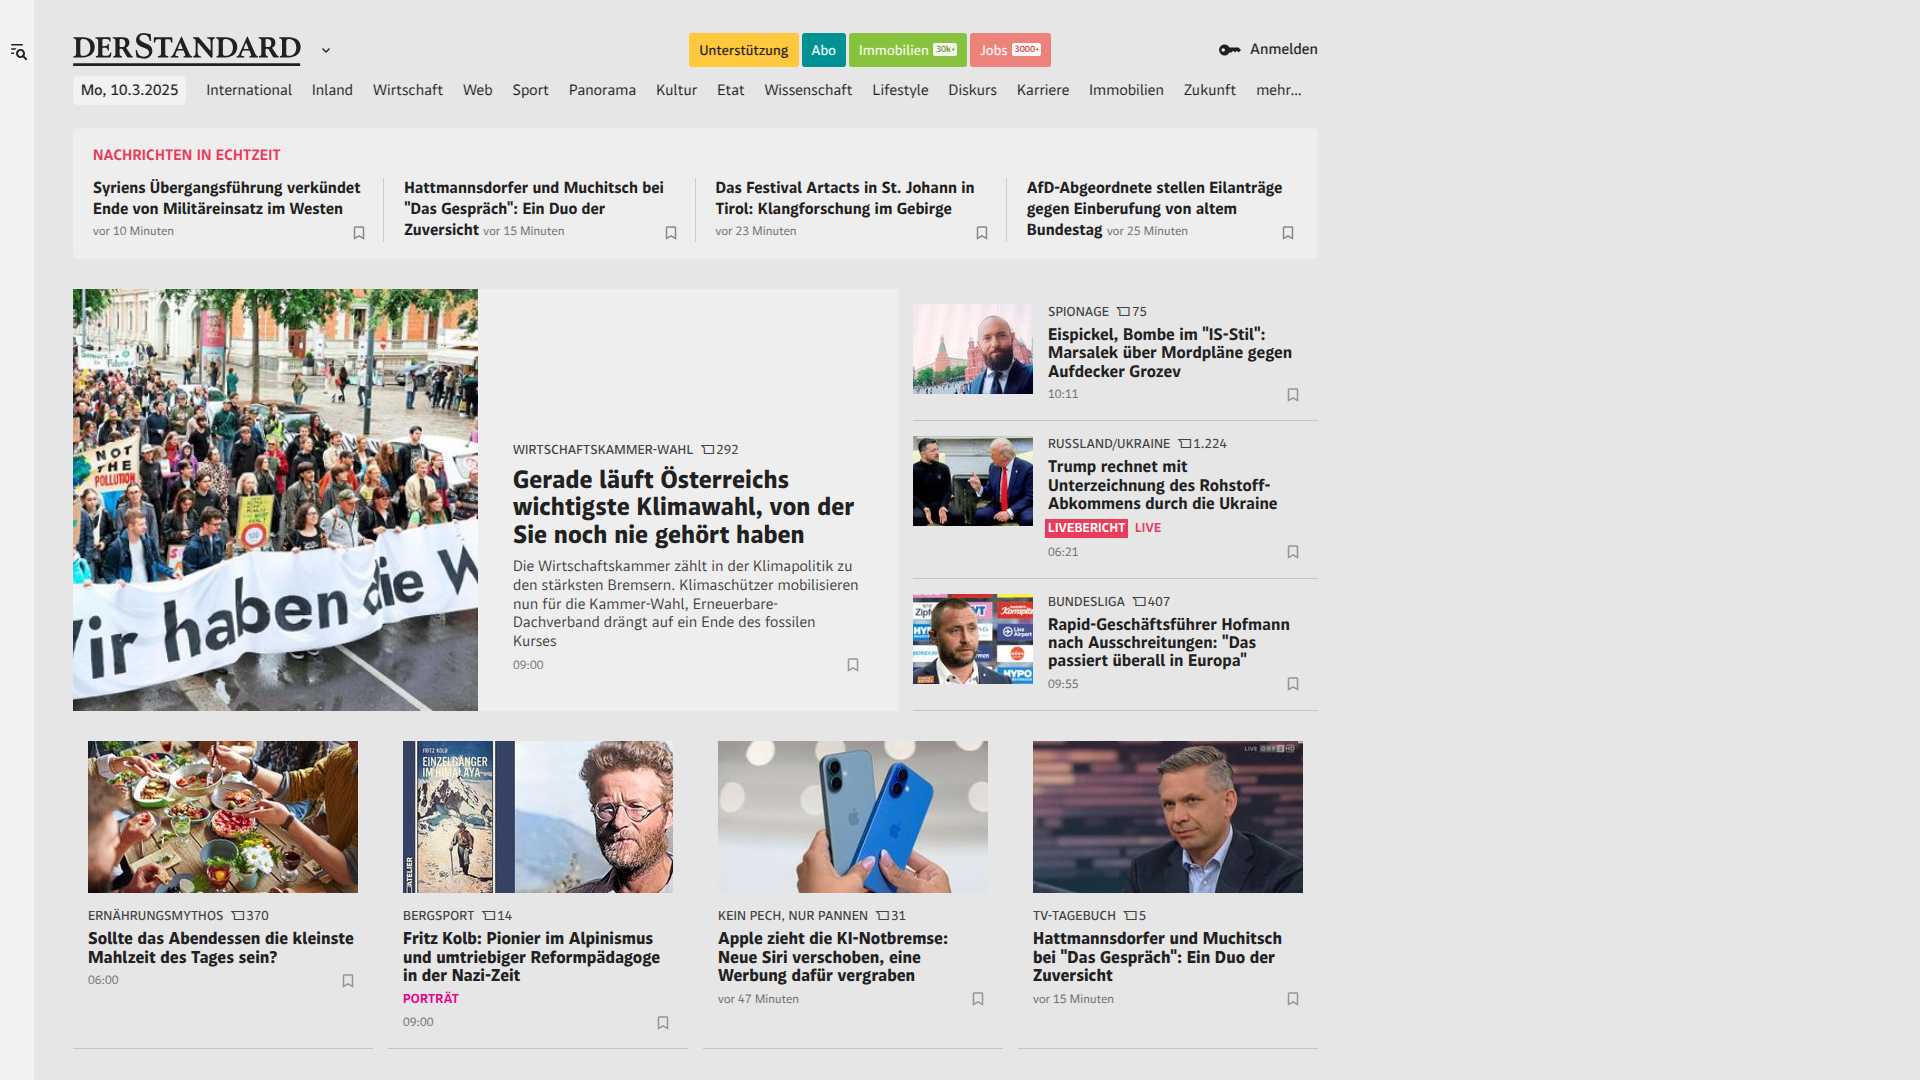 DERSTANDARD
Unterstützung
Abo
Immobilien 30k+
Jobs 3000+
Anmelden
Mo, 10.3.2025
International
Inland
Wirtschaft
Web
Sport
Panorama
Kultur
Etat
Wissenschaft
Lifestyle
Diskurs
Karriere
Immobilien
Zukunft
mehr...
NACHRICHTEN IN ECHTZEIT
Syriens Übergangsführung verkündet
Ende von Militäreinsatz im Westen
vor 10 Minuten
Hattmannsdorfer und Muchitsch bei
"Das Gespräch": Ein Duo der
Zuversicht vor 15 Minuten
Das Festival Artacts in St. Johann in
Tirol: Klangforschung im Gebirge
vor 23 Minuten
AfD-Abgeordnete stellen Eilanträge
gegen Einberufung von altem
Bundestag vor 25 Minuten
NOT
THE
POLLUTION
ir haben die W
WIRTSCHAFTSKAMMER-WAHL 292
Gerade läuft Österreichs
wichtigste Klimawahl, von der
Sie noch nie gehört haben
Die Wirtschaftskammer zählt in der Klimapolitik zu
den stärksten Bremsern. Klimaschützer mobilisieren
nun für die Kammer-Wahl, Erneuerbare-
Dachverband drängt auf ein Ende des fossilen
Kurses
09:00
SPIONAGE 75
Eispickel, Bombe im "IS-Stil":
Marsalek über Mordpläne gegen
Aufdecker Grozev
10:11
RUSSLAND/UKRAINE 1.224
Trump rechnet mit
Unterzeichnung des Rohstoff-
Abkommens durch die Ukraine
LIVEBERICHT LIVE
06:21
HYPO
BUNDESLIGA 407
Rapid-Geschäftsführer Hofmann
nach Ausschreitungen: "Das
passiert überall in Europa"
09:55
ERNÄHRUNGSMYTHOS 370
Sollte das Abendessen die kleinste
Mahlzeit des Tages sein?
06:00
FRITZ KOLB
EINZELGÄNGER
IM HIMALAYA
ATELIER
BERGSPORT 14
Fritz Kolb: Pionier im Alpinismus
und umtriebiger Reformpädagoge
in der Nazi-Zeit
PORTRÄT
09:00
KEIN PECH, NUR PANNEN 31
Apple zieht die KI-Notbremse:
Neue Siri verschoben, eine
Werbung dafür vergraben
vor 47 Minuten
LIVE ORF 2 HD
TV-TAGEBUCH 5
Hattmannsdorfer und Muchitsch
bei "Das Gespräch": Ein Duo der
Zuversicht
vor 15 Minuten